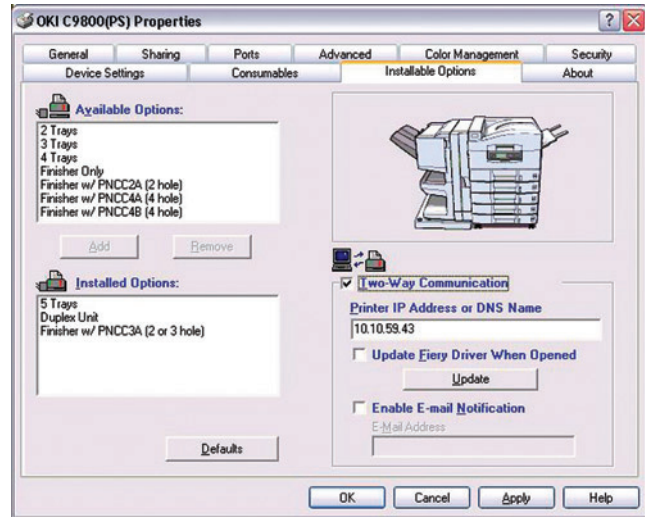 OKI C9800(PS) Properties
General Sharing Ports Advanced Color Management Security
Device Settings Consumables Installable Options About
Available Options:
2 Trays
3 Trays
4 Trays
Finisher Only
Finisher w/ PNCC2A (2 hole)
Finisher w/ PNCC4A (4 hole)
Finisher w/ PNCC4B (4 hole)
Add Remove
Installed Options:
5 Trays
Duplex Unit
Finisher w/ PNCC3A (2 or 3 hole)
Defaults
Two-Way Communication
Printer IP Address or DNS Name
10.10.59.43
Update Fiery Driver When Opened
Update
Enable E-mail Notification
E-Mail Address
OK Cancel Apply Help